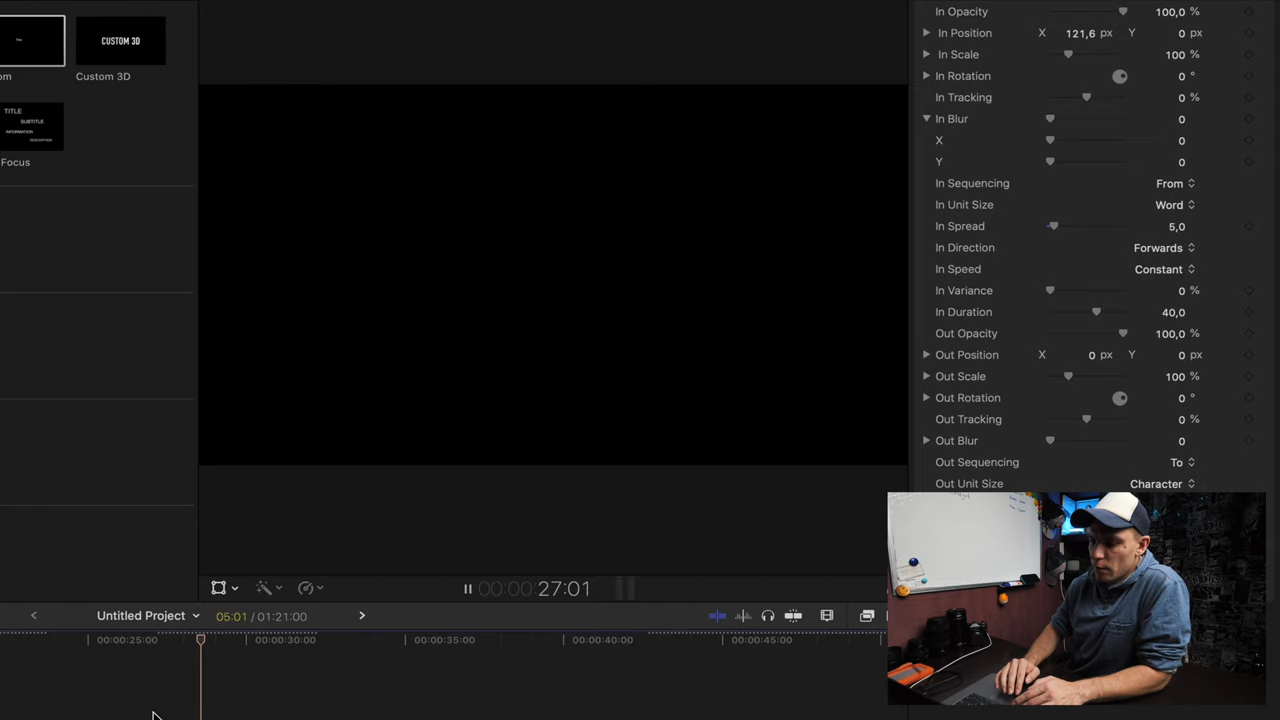 CUSTOM 3D
om
Custom 3D
TITLE
SUBTITLE
INFORMATION
DESCRIPTION
Focus
In Opacity 100,0 %
In Position X 121,6 px Y 0 px
In Scale 100 %
In Rotation 0 °
In Tracking 0 %
In Blur 0
X 0
Y 0
In Sequencing From
In Unit Size Word
In Spread 5,0
In Direction Forwards
In Speed Constant
In Variance 0 %
In Duration 40,0
Out Opacity 100,0 %
Out Position X 0 px Y 0 px
Out Scale 100 %
Out Rotation 0 °
Out Tracking 0 %
Out Blur 0
Out Sequencing To
Out Unit Size Character
00:00:27:01
Untitled Project 05:01 / 01:21:00
00:00:25:00 00:00:30:00 00:00:35:00 00:00:40:00 00:00:45:00